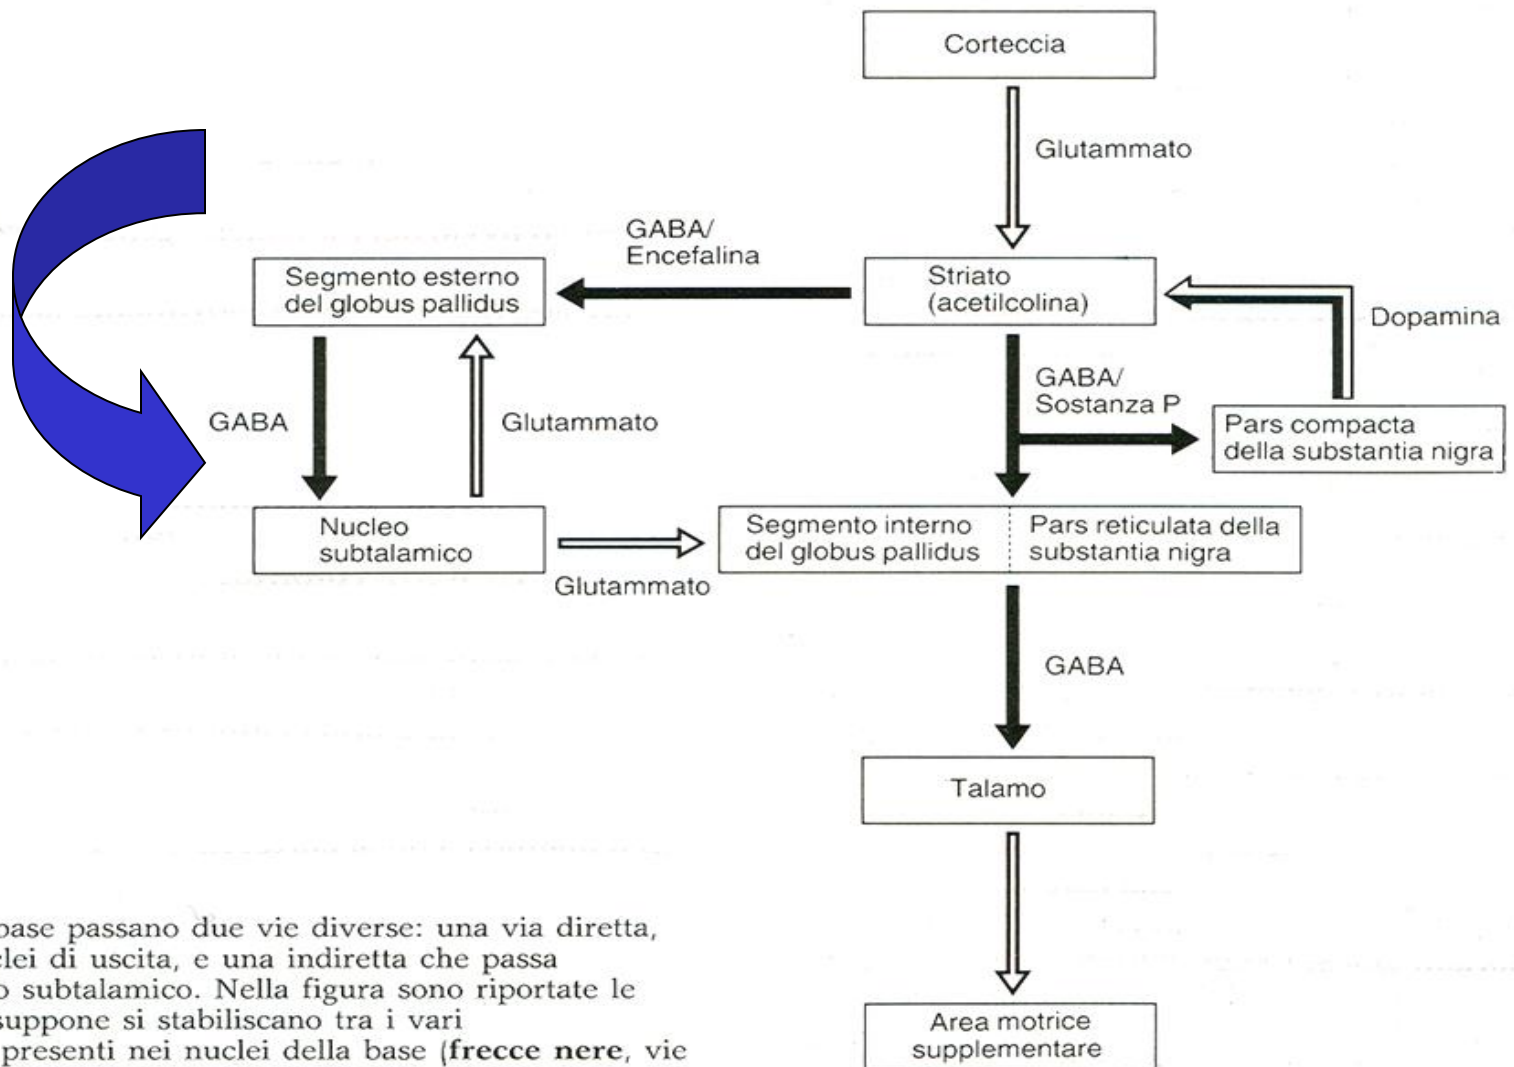 Corteccia
Glutammato
GABA/
Encefalina
Segmento esterno
del globus pallidus
Striato
(acetilcolina)
Dopamina
GABA/
Sostanza P
GABA
Glutammato
Pars compacta
della substantia nigra
Nucleo
subtalamico
Segmento interno
del globus pallidus
Pars reticulata della
substantia nigra
Glutammato
GABA
Talamo
Area motrice
supplementare
base passano due vie diverse: una via diretta,
clei di uscita, e una indiretta che passa
o subtalamico. Nella figura sono riportate le
suppone si stabiliscano tra i vari
presenti nei nuclei della base (frecce nere, vie